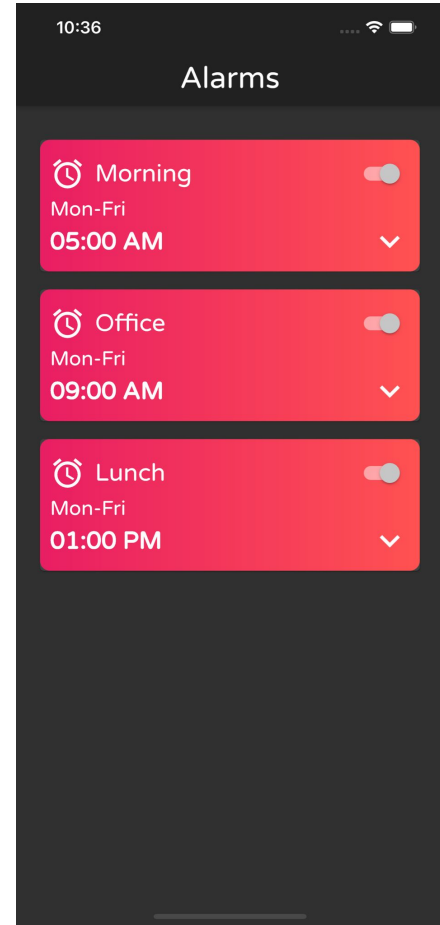 10:36
Alarms
Morning
Mon-Fri
05:00 AM
Office
Mon-Fri
09:00 AM
Lunch
Mon-Fri
01:00 PM